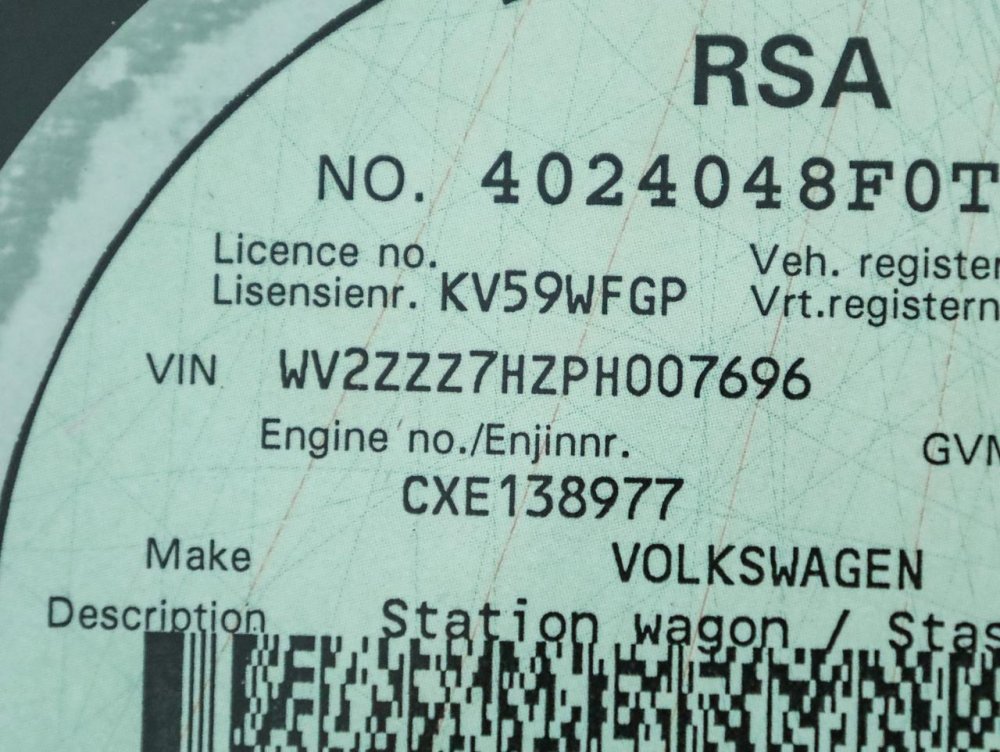 RSA
NO. 4024048F0T
Licence no. Veh. register
Lisensienr. KV59WFGP Vrt.registern
VIN WV2ZZZ7HZPH007696
Engine no./Enjinnr. GVM
CXE138977
Make VOLKSWAGEN
Description Station wagon / Stas